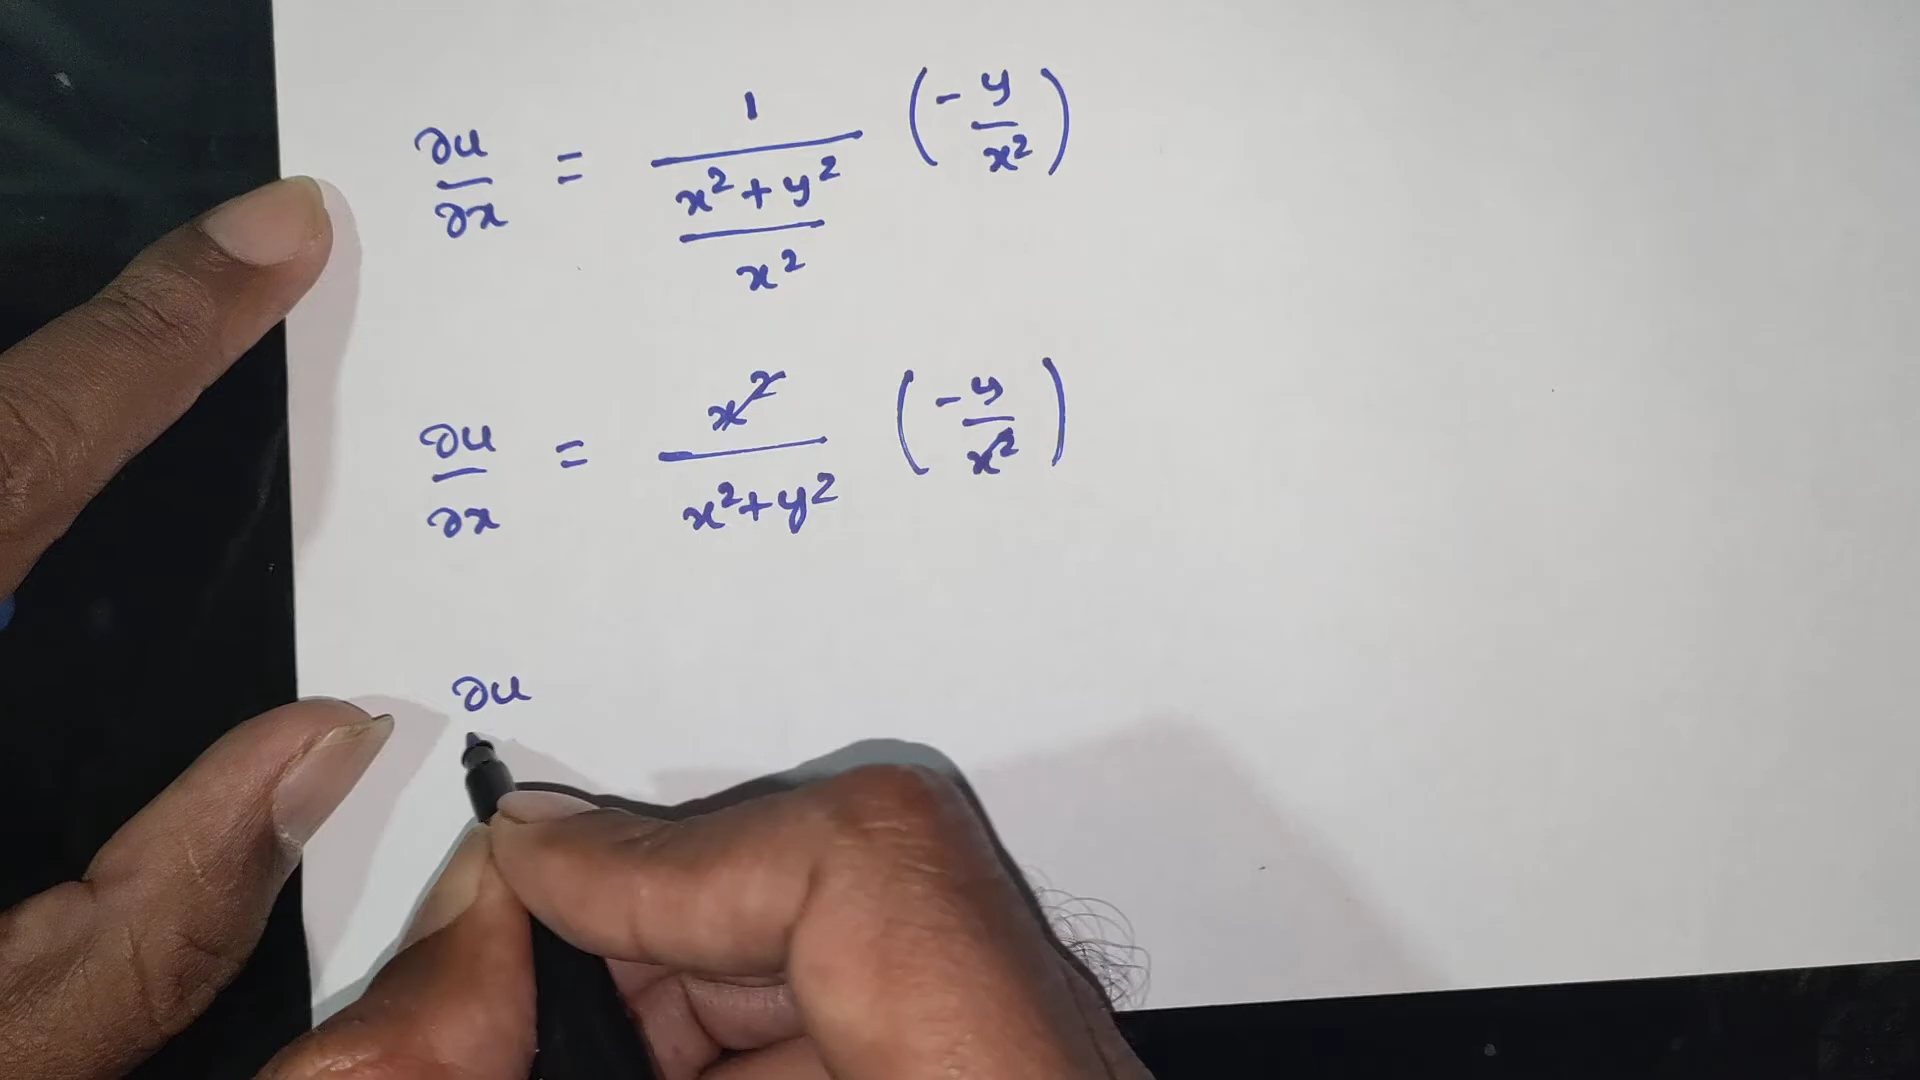 ∂u/∂x = 1/((x²+y²)/x²) (-y/x²)
∂u/∂x = x²/(x²+y²) (-y/x²)
∂u